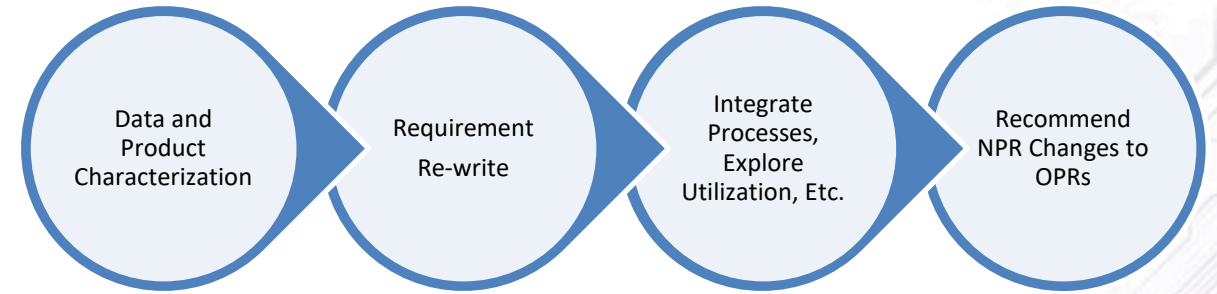 Data and
Product
Characterization
Requirement
Re-write
Integrate
Processes,
Explore
Utilization, Etc.
Recommend
NPR Changes to
OPRs